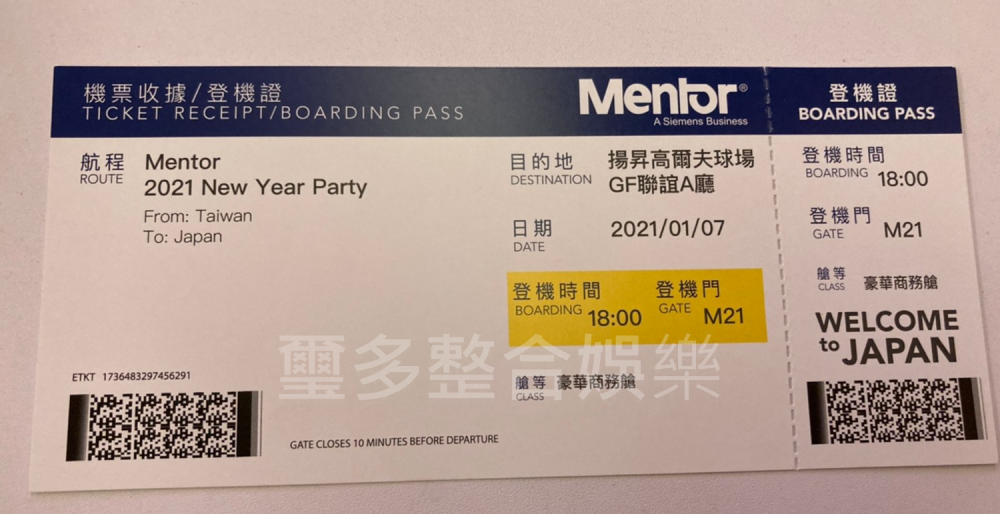 機票收據/登機證
TICKET RECEIPT/BOARDING PASS
Mentor®
A Siemens Business
航程
ROUTE
Mentor
2021 New Year Party
From: Taiwan
To: Japan
目的地
DESTINATION
揚昇高爾夫球場
GF聯誼A廳
日期
DATE
2021/01/07
登機時間
BOARDING
18:00
登機門
GATE
M21
艙等
CLASS
豪華商務艙
ETKT 1736483297456291
GATE CLOSES 10 MINUTES BEFORE DEPARTURE
璽多整合娛樂
登機證
BOARDING PASS
登機時間
BOARDING
18:00
登機門
GATE
M21
艙等
CLASS
豪華商務艙
WELCOME
to JAPAN